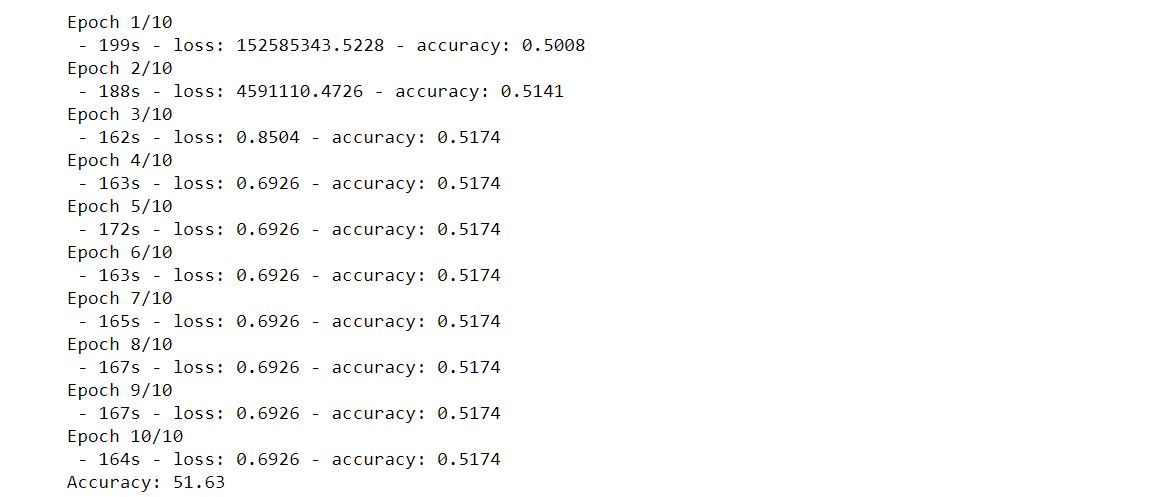 Epoch 1/10
 - 199s - loss: 152585343.5228 - accuracy: 0.5008
Epoch 2/10
 - 188s - loss: 4591110.4726 - accuracy: 0.5141
Epoch 3/10
 - 162s - loss: 0.8504 - accuracy: 0.5174
Epoch 4/10
 - 163s - loss: 0.6926 - accuracy: 0.5174
Epoch 5/10
 - 172s - loss: 0.6926 - accuracy: 0.5174
Epoch 6/10
 - 163s - loss: 0.6926 - accuracy: 0.5174
Epoch 7/10
 - 165s - loss: 0.6926 - accuracy: 0.5174
Epoch 8/10
 - 167s - loss: 0.6926 - accuracy: 0.5174
Epoch 9/10
 - 167s - loss: 0.6926 - accuracy: 0.5174
Epoch 10/10
 - 164s - loss: 0.6926 - accuracy: 0.5174
Accuracy: 51.63